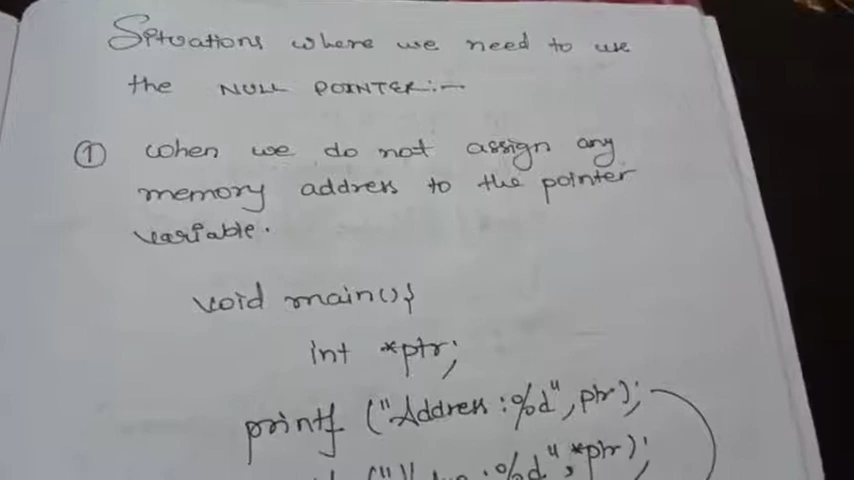 Situations where we need to use
the NULL POINTER:-
① when we do not assign any
memory address to the pointer
variable.
void main(){
int *ptr;
printf ("Address :%d", ptr);
:%d", *ptr);